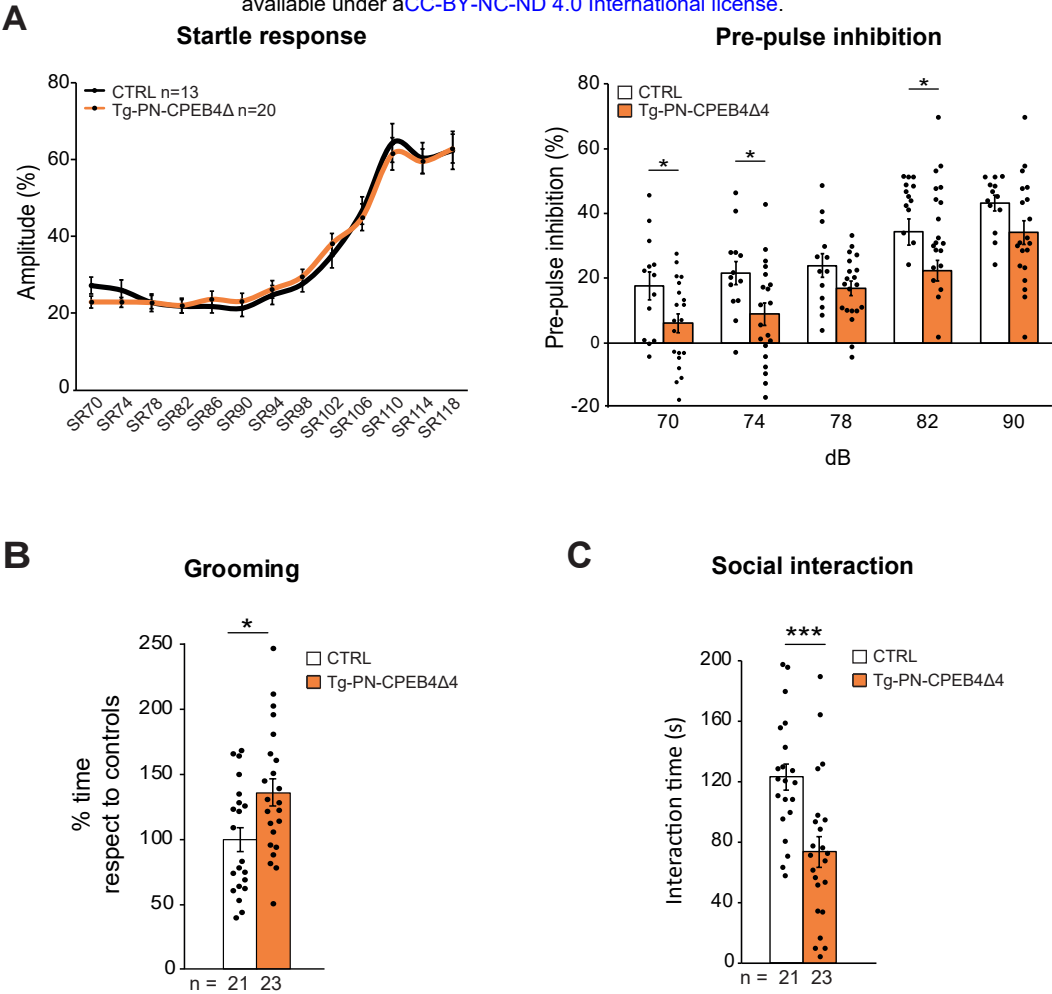 available under aCC-BY-NC-ND 4.0 International license.
A
Startle response
80
60
40
20
0
Amplitude (%)
CTRL n=13
Tg-PN-CPEB4Δ n=20
SR70 SR74 SR78 SR82 SR86 SR90 SR94 SR98 SR102 SR106 SR110 SR114 SR118
Pre-pulse inhibition
80
60
40
20
0
-20
Pre-pulse inhibition (%)
CTRL
Tg-PN-CPEB4Δ4
* * *
70 74 78 82 90
dB
B
Grooming
*
250
200
150
100
50
0
% time
respect to controls
CTRL
Tg-PN-CPEB4Δ4
n = 21 23
C
Social interaction
***
200
160
120
80
40
0
Interaction time (s)
CTRL
Tg-PN-CPEB4Δ4
n = 21 23